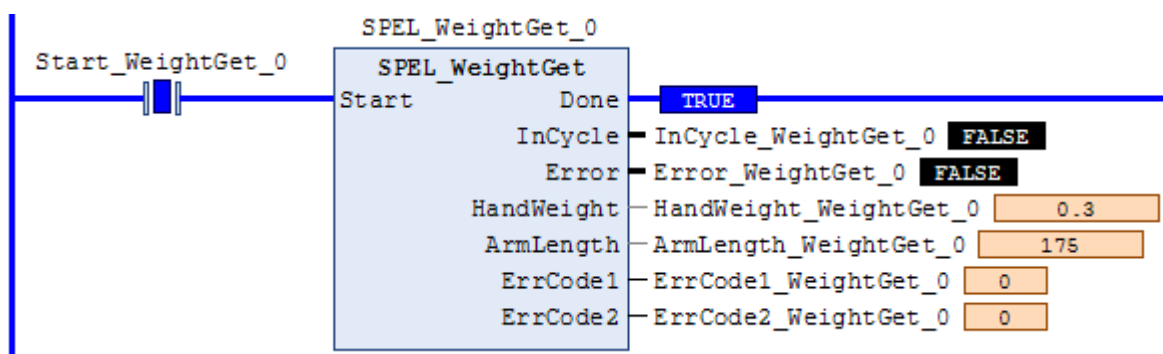 SPEL_WeightGet_0
Start_WeightGet_0
SPEL_WeightGet
Start Done TRUE
InCycle InCycle_WeightGet_0 FALSE
Error Error_WeightGet_0 FALSE
HandWeight HandWeight_WeightGet_0 0.3
ArmLength ArmLength_WeightGet_0 175
ErrCode1 ErrCode1_WeightGet_0 0
ErrCode2 ErrCode2_WeightGet_0 0